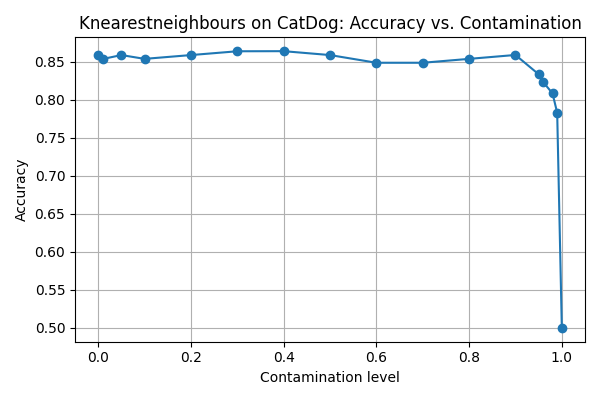 Knearestneighbours on CatDog: Accuracy vs. Contamination
0.85
0.80
0.75
0.70
0.65
0.60
0.55
0.50
Accuracy
0.0 0.2 0.4 0.6 0.8 1.0
Contamination level